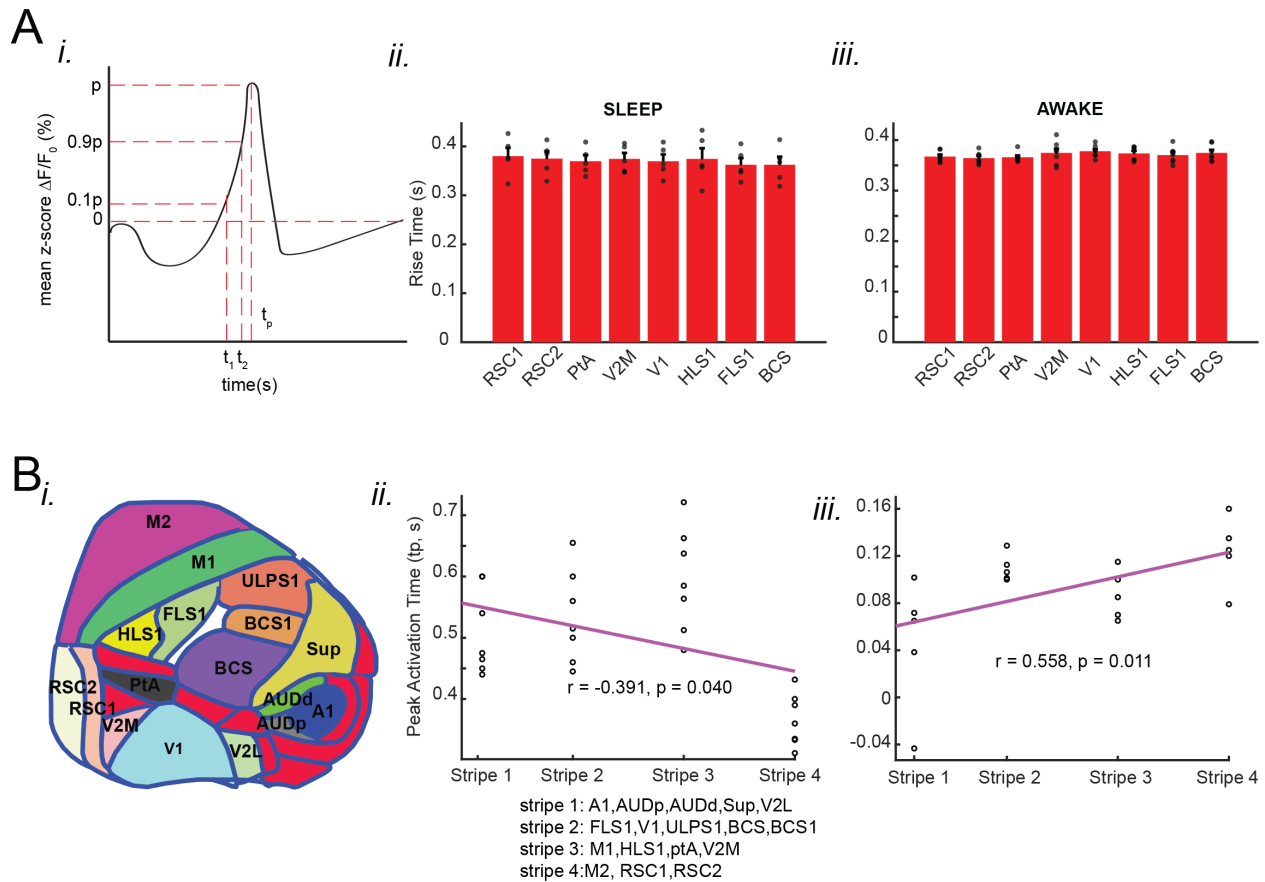 A
i.
mean z-score ΔF/F0 (%)
p
0.9p
0.1p
0
tp
t1 t2
time(s)
ii.
SLEEP
Rise Time (s)
0.4
0.3
0.2
0.1
0
RSC1 RSC2 PtA V2M V1 HLS1 FLS1 BCS
iii.
AWAKE
0.4
0.3
0.2
0.1
0
RSC1 RSC2 PtA V2M V1 HLS1 FLS1 BCS
B
i.
M2
M1
ULPS1
FLS1
BCS1
HLS1
Sup
BCS
PtA
RSC2
AUDd
RSC1
A1
V2M
AUDp
V1
V2L
ii.
Peak Activation Time (tp, s)
0.7
0.6
0.5
0.4
r = -0.391, p = 0.040
Stripe 1 Stripe 2 Stripe 3 Stripe 4
iii.
0.16
0.12
0.08
0.04
0
-0.04
r = 0.558, p = 0.011
Stripe 1 Stripe 2 Stripe 3 Stripe 4
stripe 1: A1,AUDp,AUDd,Sup,V2L
stripe 2: FLS1,V1,ULPS1,BCS,BCS1
stripe 3: M1,HLS1,ptA,V2M
stripe 4:M2, RSC1,RSC2